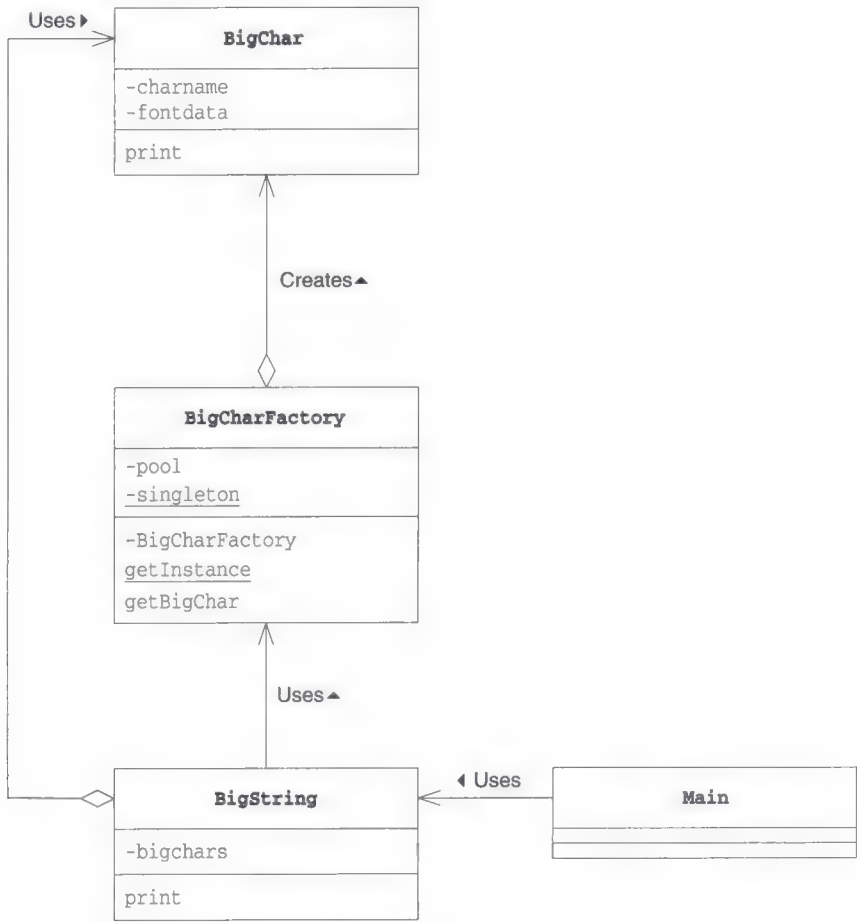 Uses
BigChar
-charname
-fontdata
print
Creates
BigCharFactory
-pool
-singleton
-BigCharFactory
getInstance
getBigChar
Uses
BigString
-bigchars
print
Uses
Main